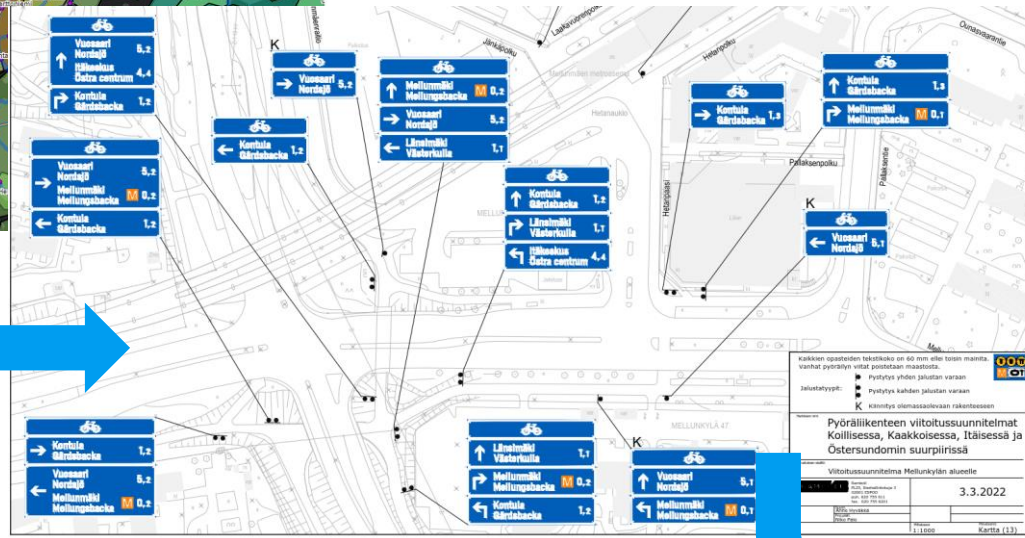 Vuosaari
Nordsjö 5,2
Itäkeskus
Östra centrum 4,4
Kontula
Gårdsbacka 1,2
K
Vuosaari
Nordsjö 5,2
Kontula
Gårdsbacka 1,2
Mellunmäki
Mellungsbacka M 0,2
Vuosaari
Nordsjö 5,2
Länsimäki
Västerkulla 1,1
Vuosaari
Nordsjö 5,2
Mellunmäki
Mellungsbacka M 0,2
Kontula
Gårdsbacka 1,2
Kontula
Gårdsbacka 1,2
Länsimäki
Västerkulla 1,1
Itäkeskus
Östra centrum 4,4
Kontula
Gårdsbacka 1,3
Kontula
Gårdsbacka 1,3
Mellunmäki
Mellungsbacka M 0,1
K
Vuosaari
Nordsjö 5,1
Kontula
Gårdsbacka 1,2
Vuosaari
Nordsjö 5,2
Mellunmäki
Mellungsbacka M 0,2
Länsimäki
Västerkulla 1,1
Mellunmäki
Mellungsbacka M 0,2
Kontula
Gårdsbacka 1,2
K
Vuosaari
Nordsjö 5,1
Mellunmäki
Mellungsbacka M 0,1
Jänkäpolku
Laakavuorenpolku
Hetanpolku
Hetanaukio
Hetanpaasi
Pallaksenpolku
Pallaksentie
Ounasvaarantie
MELLUNKYLÄ 47
Kaikkien opasteiden tekstikoko on 60 mm ellei toisin mainita.
Vanhat pyöräilyn viitat poistetaan maastosta.
Jalustatyypit:
Pystytys yhden jalustan varaan
Pystytys kahden jalustan varaan
K Kiinnitys olemassaolevaan rakenteeseen
Pyöräliikenteen viitoitussuunnitelmat
Koillisessa, Kaakkoisessa, Itäisessä ja
Östersundomin suurpiirissä
Viitoitussuunnitelma Mellunkylän alueelle
3.3.2022
1:1000
Kartta (13)